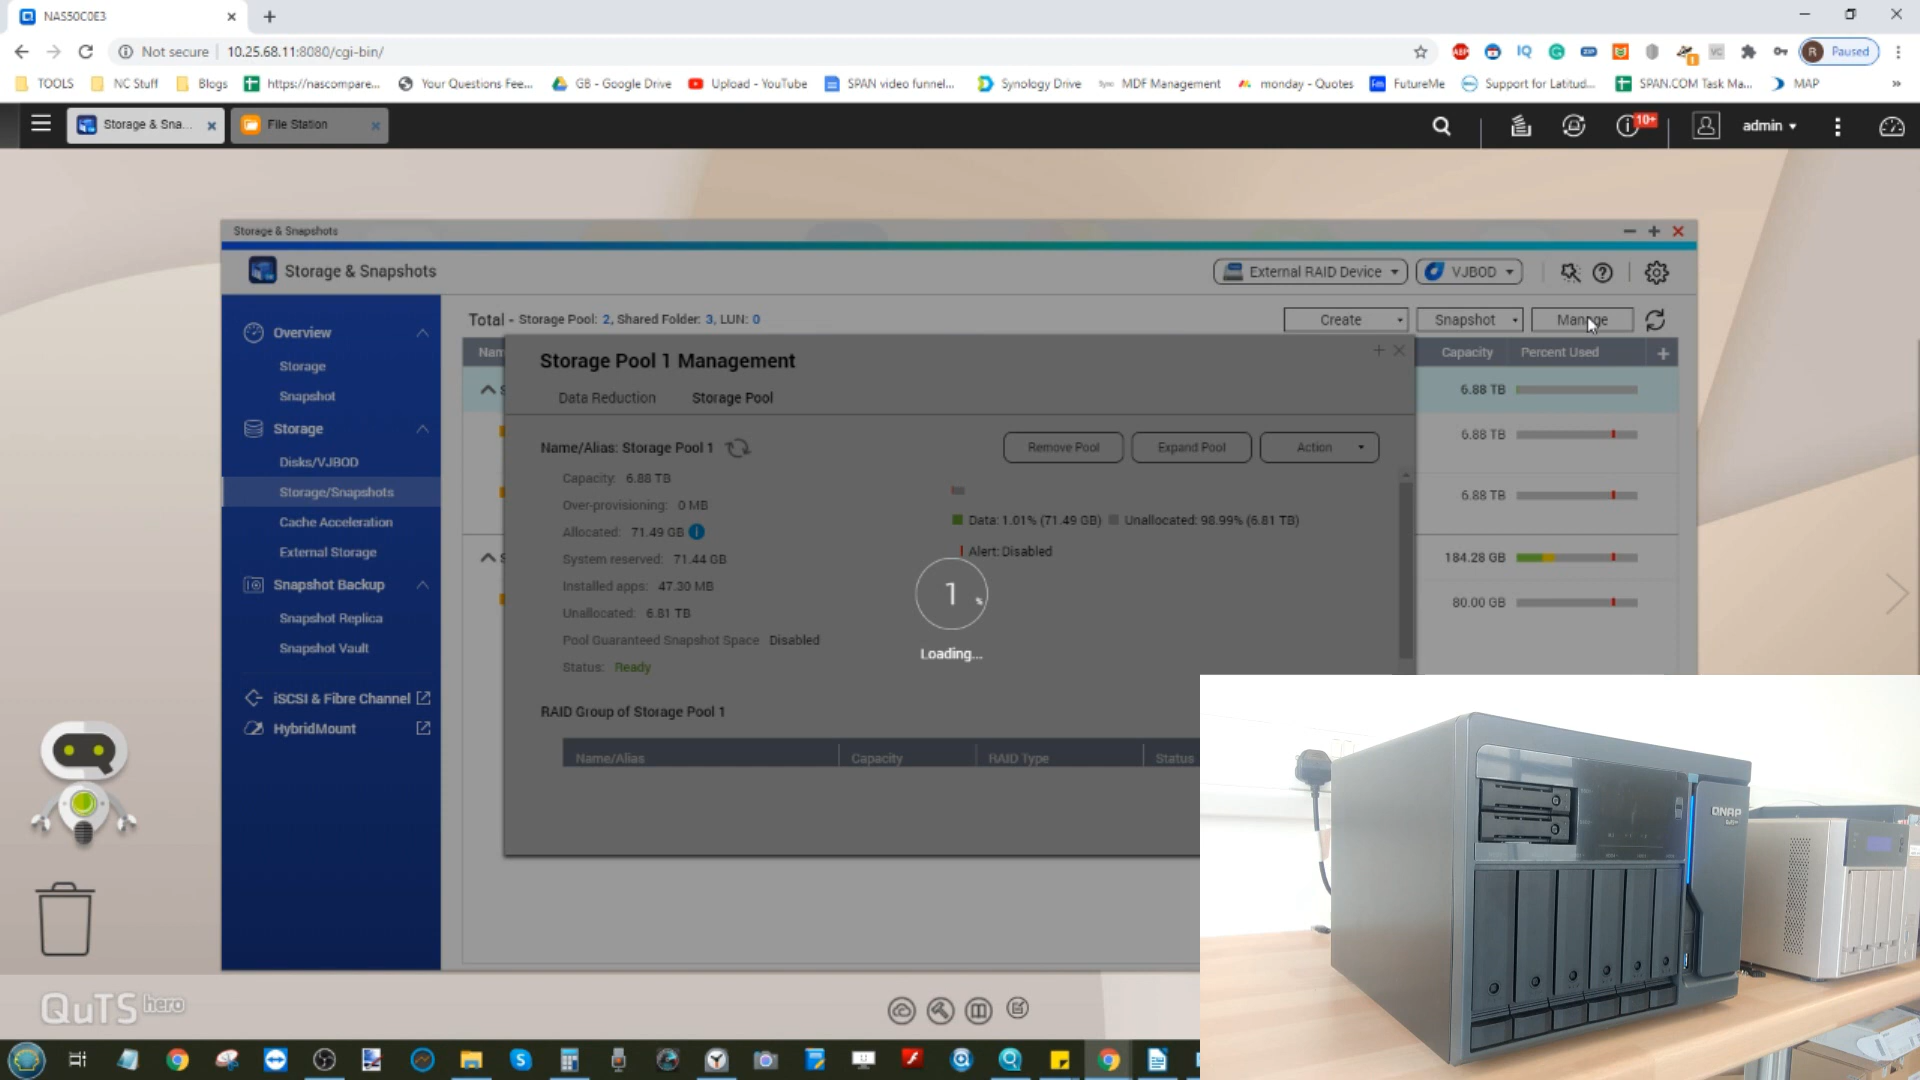 NAS50C0E3
Not secure
10.25.68.11:8080/cgi-bin/
Paused
TOOLS
NC Stuff
Blogs
https://nascompare...
Your Questions Fee...
GB - Google Drive
Upload - YouTube
SPAN video funnel...
Synology Drive
MDF Management
monday - Quotes
FutureMe
Support for Latitud...
SPAN.COM Task Ma...
MAP
Storage & Sna...
File Station
10+
admin
Storage & Snapshots
Storage & Snapshots
External RAID Device
VJBOD
Overview
Storage
Snapshot
Storage
Disks/VJBOD
Storage/Snapshots
Cache Acceleration
External Storage
Snapshot Backup
Snapshot Replica
Snapshot Vault
iSCSI & Fibre Channel
HybridMount
Total - Storage Pool: 2, Shared Folder: 3, LUN: 0
Create
Snapshot
Manage
Capacity
Percent Used
6.88 TB
6.88 TB
6.88 TB
184.28 GB
80.00 GB
Storage Pool 1 Management
Data Reduction
Storage Pool
Name/Alias: Storage Pool 1
Remove Pool
Expand Pool
Action
Capacity: 6.88 TB
Over-provisioning: 0 MB
Allocated: 71.49 GB
System reserved: 71.44 GB
Installed apps: 47.30 MB
Unallocated: 6.81 TB
Pool Guaranteed Snapshot Space Disabled
Status: Ready
Data: 1.01% (71.49 GB)
Unallocated: 98.99% (6.81 TB)
Alert: Disabled
1 %
Loading...
RAID Group of Storage Pool 1
Name/Alias
Capacity
RAID Type
Status
QNAP
QuTS hero